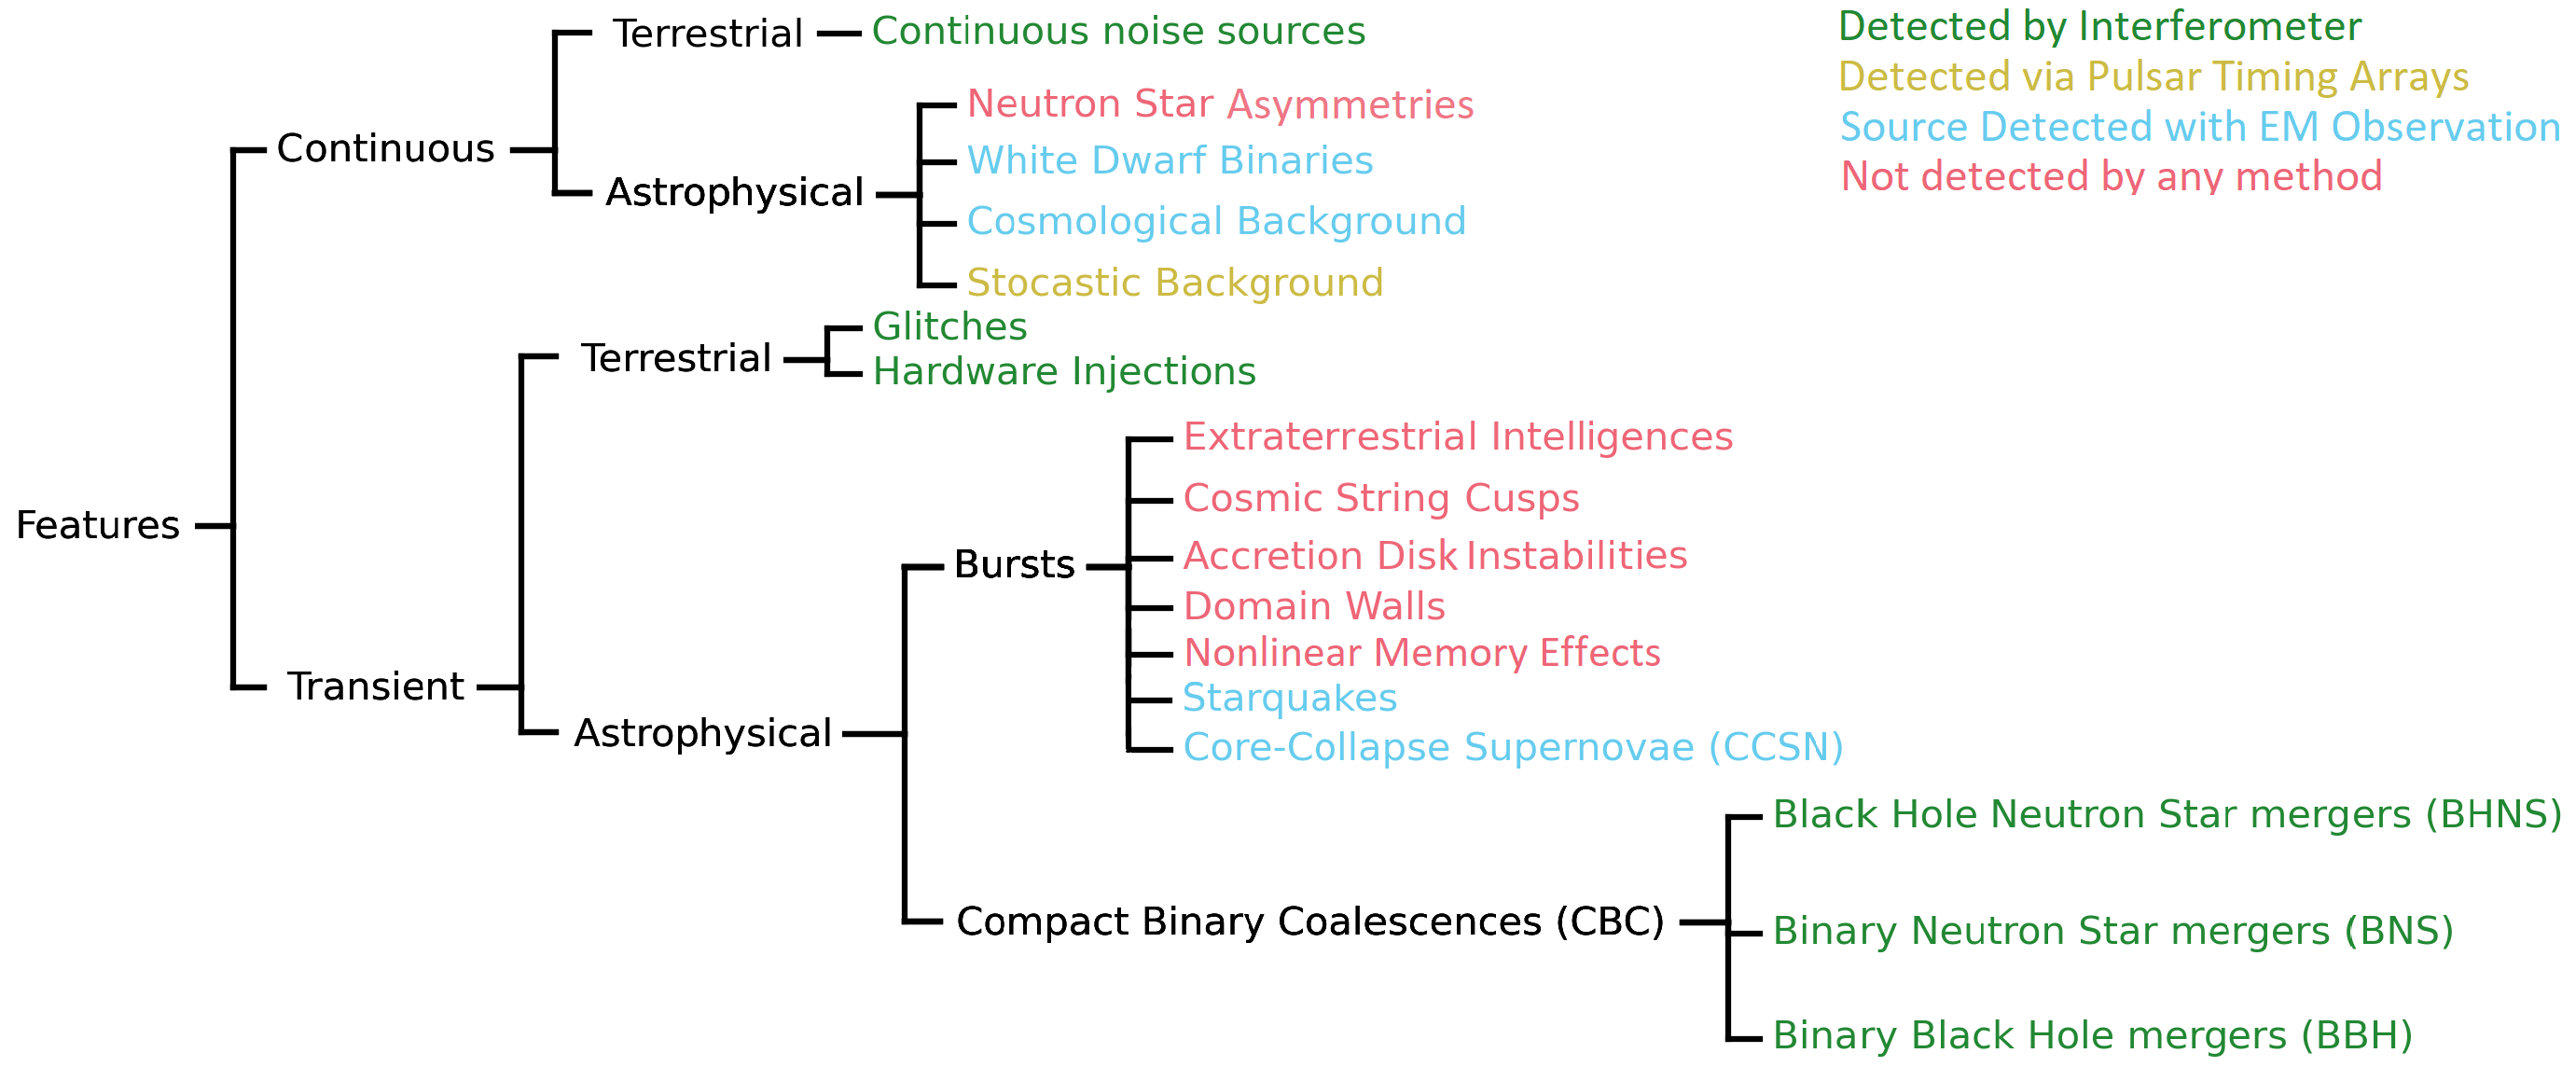 Terrestrial
Continuous noise sources
Detected by Interferometer
Detected via Pulsar Timing Arrays
Source Detected with EM Observation
Not detected by any method
Continuous
Neutron Star Asymmetries
White Dwarf Binaries
Astrophysical
Cosmological Background
Stocastic Background
Glitches
Terrestrial
Hardware Injections
Features
Extraterrestrial Intelligences
Cosmic String Cusps
Bursts
Accretion Disk Instabilities
Domain Walls
Nonlinear Memory Effects
Transient
Starquakes
Astrophysical
Core-Collapse Supernovae (CCSN)
Black Hole Neutron Star mergers (BHNS)
Compact Binary Coalescences (CBC)
Binary Neutron Star mergers (BNS)
Binary Black Hole mergers (BBH)